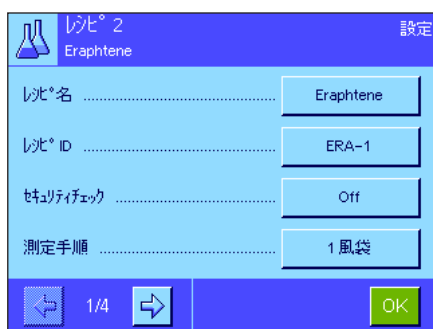 ﾚｼﾋﾟ 2
設定
Eraphtene
ﾚｼﾋﾟ名 ........................................ Eraphtene
ﾚｼﾋﾟ ID ........................................ ERA-1
ｾｷｭﾘﾃｨﾁｪｯｸ ................................. Off
測定手順 .................................... 1 風袋
1/4
OK